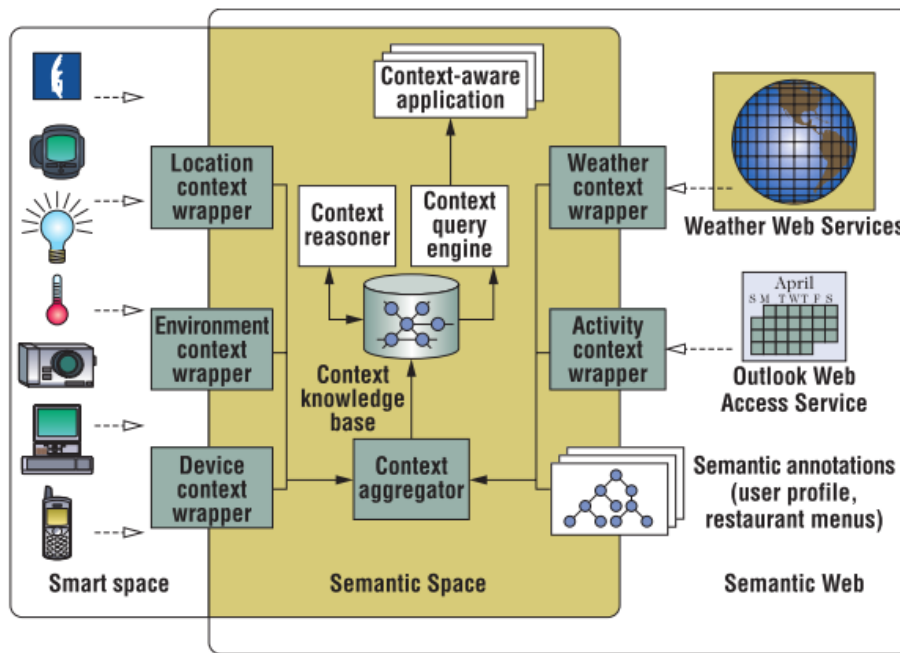 Context-aware
application
Location
context
wrapper
Context
reasoner
Context
query
engine
Weather
context
wrapper
Weather Web Services
Environment
context
wrapper
Context
knowledge
base
Activity
context
wrapper
April
S M T W T F S
Outlook Web
Access Service
Device
context
wrapper
Context
aggregator
Semantic annotations
(user profile,
restaurant menus)
Smart space
Semantic Space
Semantic Web